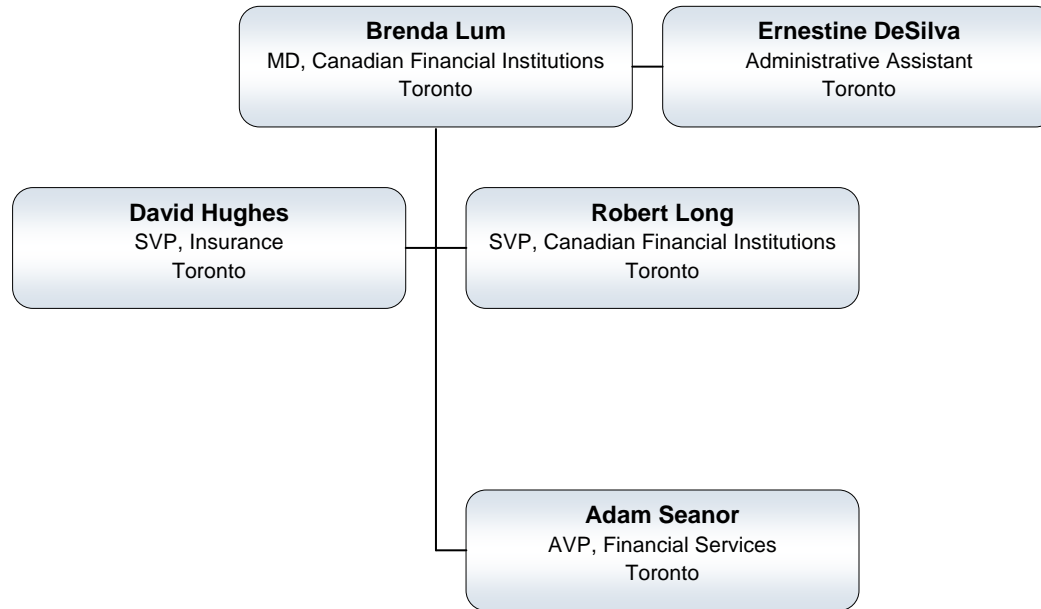 Brenda Lum
MD, Canadian Financial Institutions
Toronto
Ernestine DeSilva
Administrative Assistant
Toronto
David Hughes
SVP, Insurance
Toronto
Robert Long
SVP, Canadian Financial Institutions
Toronto
Adam Seanor
AVP, Financial Services
Toronto